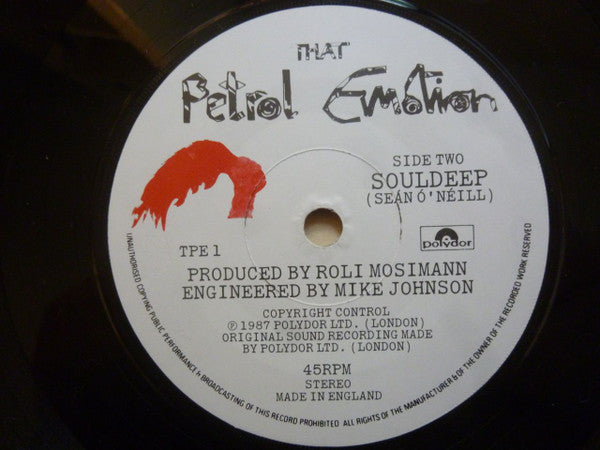 THAT
Petrol Emotion
SIDE TWO
SOULDEEP
(SEÁN Ó'NÉILL)
polydor
TPE 1
PRODUCED BY ROLI MOSIMANN
ENGINEERED BY MIKE JOHNSON
COPYRIGHT CONTROL
℗ 1987 POLYDOR LTD. (LONDON)
ORIGINAL SOUND RECORDING MADE
BY POLYDOR LTD. (LONDON)
45RPM
STEREO
MADE IN ENGLAND
UNAUTHORISED COPYING PUBLIC PERFORMANCE & BROADCASTING OF THIS RECORD PROHIBITED ALL RIGHTS OF THE MANUFACTURER & OF THE OWNER OF THE RECORDED WORK RESERVED